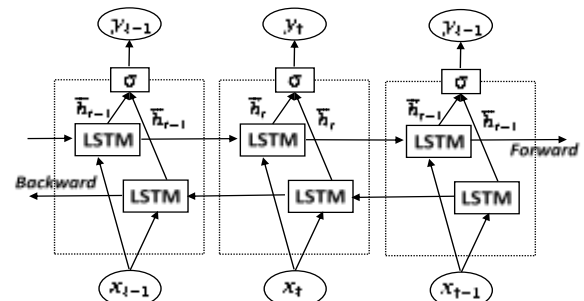 y_{t-1} y_t y_{t-1}
σ σ σ
h_{t-1} h_{t-1} h_t h_t h_{t-1} h_{t-1}
LSTM LSTM LSTM
Forward
Backward
LSTM LSTM LSTM
x_{t-1} x_t x_{t-1}